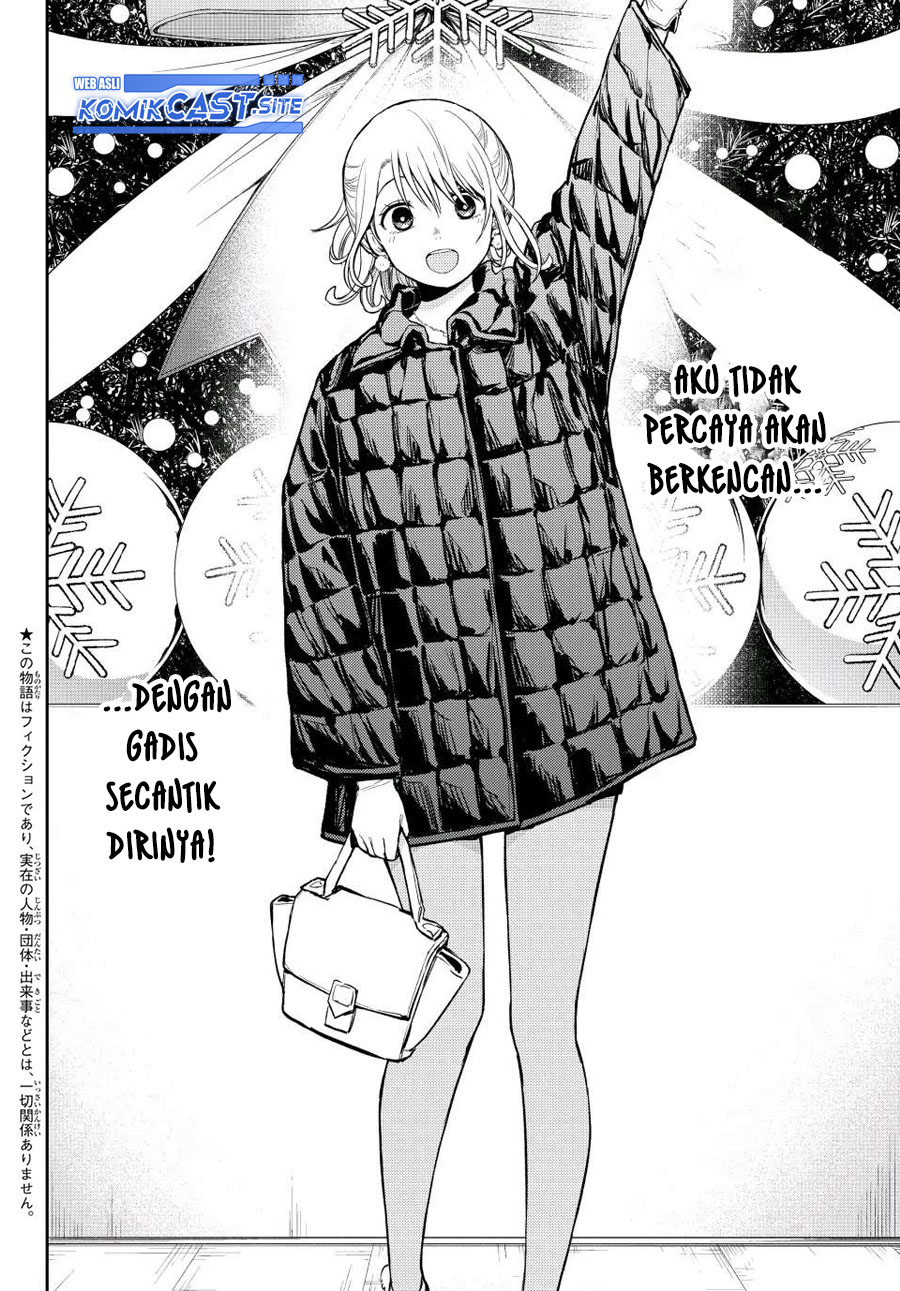 WEB ASLI
KOMIKCAST.SITE
AKU TIDAK
PERCAYA AKAN
BERKENCAN...
...DENGAN
GADIS
SECANTIK
DIRINYA!
★この物語はフィクションであり、実在の人物・団体・出来事などとは、一切関係ありません。